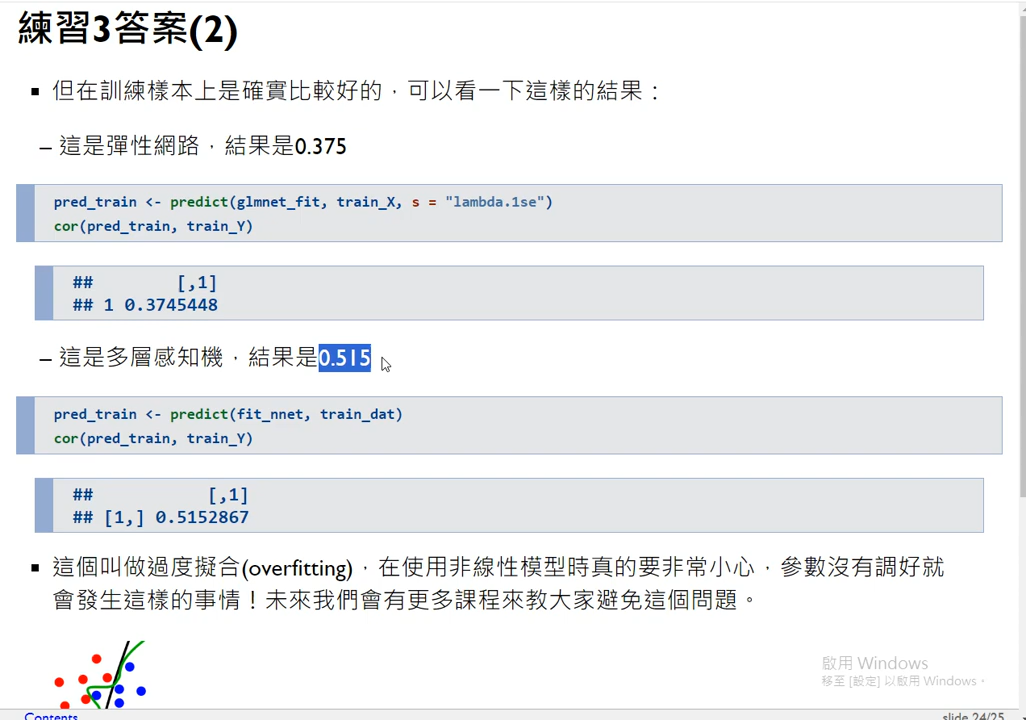 練習3答案(2)
但在訓練樣本上是確實比較好的，可以看一下這樣的結果：
– 這是彈性網路，結果是0.375
pred_train <- predict(glmnet_fit, train_X, s = "lambda.1se")
cor(pred_train, train_Y)
## [,1]
## 1 0.3745448
– 這是多層感知機，結果是0.515
pred_train <- predict(fit_nnet, train_dat)
cor(pred_train, train_Y)
## [,1]
## [1,] 0.5152867
這個叫做過度擬合(overfitting)，在使用非線性模型時真的要非常小心，參數沒有調好就
會發生這樣的事情！未來我們會有更多課程來教大家避免這個問題。
啟用 Windows
移至 [設定] 以啟用 Windows。
Contents
slide 24/25